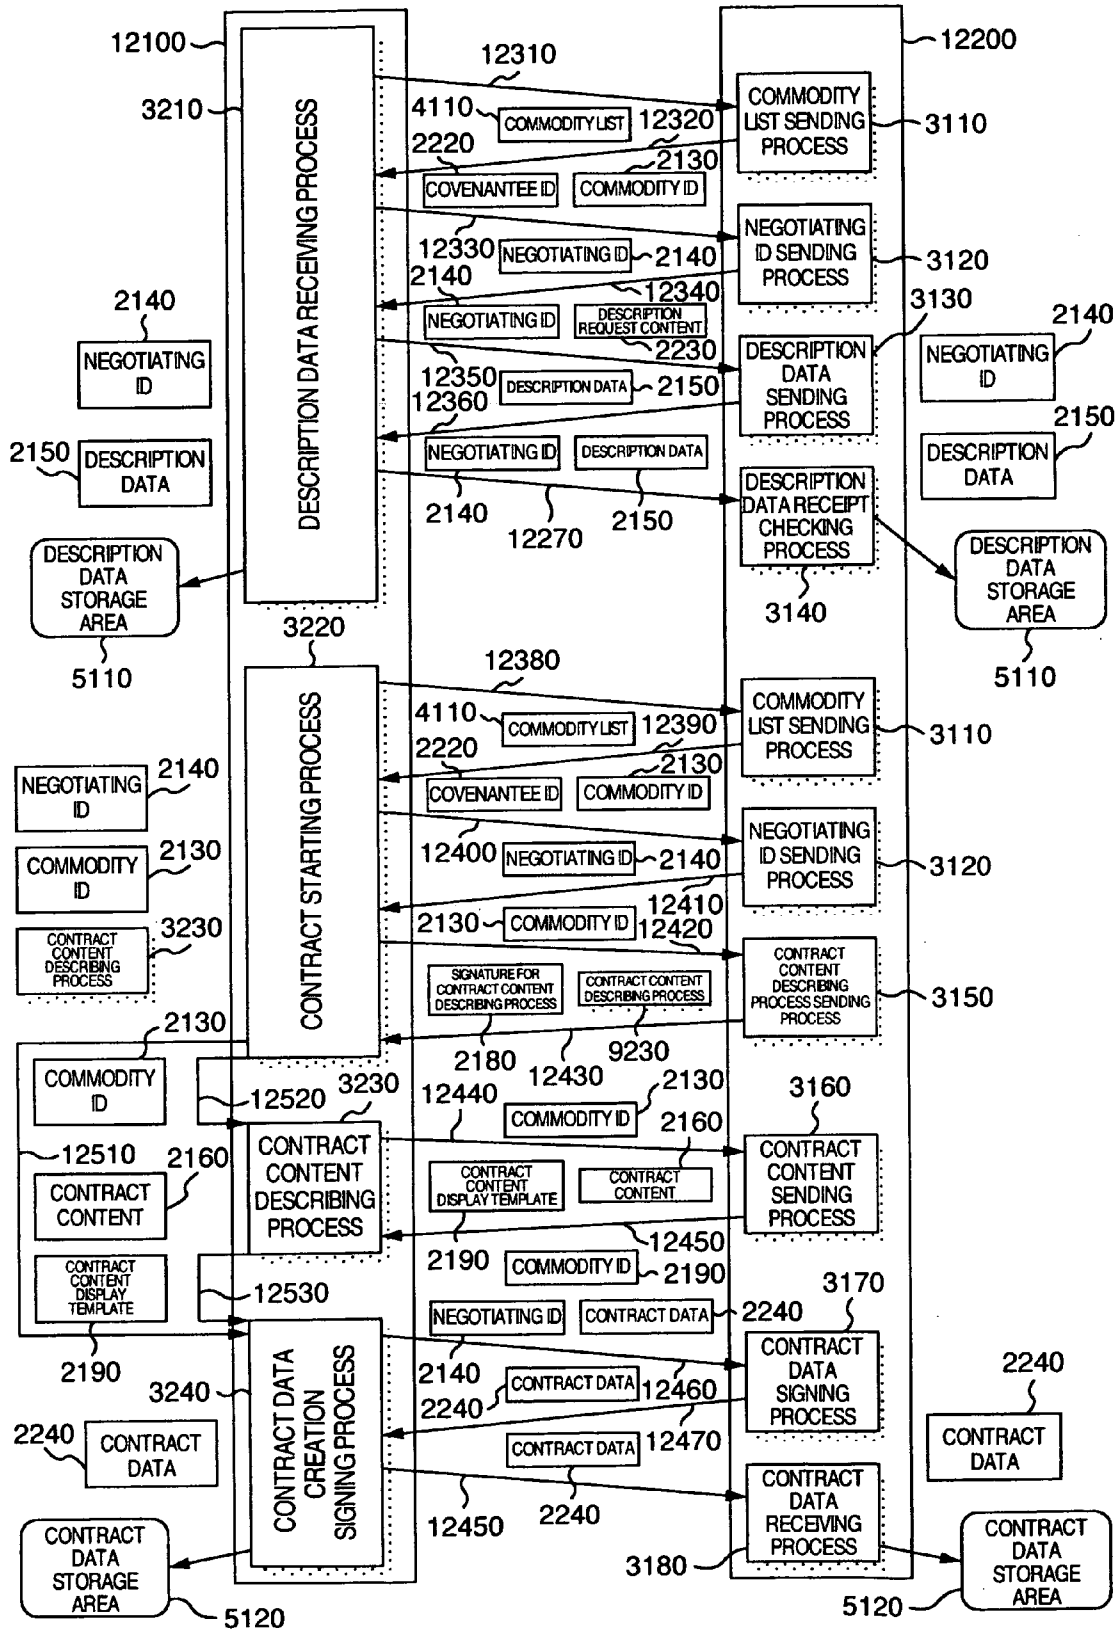 12100
12310
12200
3210
DESCRIPTION DATA RECEIVING PROCESS
4110
COMMODITY LIST
12320
COMMODITY
LIST SENDING
PROCESS
3110
2220
2130
COVENANTEE ID
COMMODITY ID
12330
NEGOTIATING ID
2140
NEGOTIATING
ID SENDING
PROCESS
3120
2140
12340
NEGOTIATING ID
DESCRIPTION
REQUEST CONTENT
2230
3130
2140
NEGOTIATING
ID
12350
DESCRIPTION DATA
2150
DESCRIPTION
DATA
SENDING
PROCESS
2140
NEGOTIATING
ID
12360
2150
DESCRIPTION
DATA
NEGOTIATING ID
DESCRIPTION DATA
2140
2150
12270
DESCRIPTION
DATA RECEIPT
CHECKING
PROCESS
3140
2150
DESCRIPTION
DATA
DESCRIPTION
DATA
STORAGE
AREA
5110
DESCRIPTION
DATA
STORAGE
AREA
5110
3220
CONTRACT STARTING PROCESS
12380
4110
COMMODITY LIST
12390
COMMODITY
LIST SENDING
PROCESS
3110
2220
2130
COVENANTEE ID
COMMODITY ID
NEGOTIATING
ID
2140
12400
NEGOTIATING ID
2140
NEGOTIATING
ID SENDING
PROCESS
3120
COMMODITY
ID
2130
12410
2130
COMMODITY ID
12420
CONTRACT
CONTENT
DESCRIBING
PROCESS
3230
SIGNATURE FOR
CONTRACT CONTENT
DESCRIBING PROCESS
CONTRACT CONTENT
DESCRIBING PROCESS
CONTRACT
CONTENT
DESCRIBING
PROCESS SENDING
PROCESS
3150
2180
9230
12430
2130
COMMODITY
ID
12520
3230
12440
COMMODITY ID
2130
3160
12510
2160
CONTRACT
CONTENT
CONTRACT
CONTENT
DESCRIBING
PROCESS
CONTRACT
CONTENT
DISPLAY TEMPLATE
2160
CONTRACT
CONTENT
CONTRACT
CONTENT
SENDING
PROCESS
2190
12450
CONTRACT
CONTENT
DISPLAY
TEMPLATE
2190
12530
COMMODITY ID
2190
3170
NEGOTIATING ID
CONTRACT DATA
2240
2140
12460
CONTRACT
DATA
SIGNING
PROCESS
3240
CONTRACT DATA
CREATION
SIGNING PROCESS
2240
CONTRACT DATA
12470
2240
CONTRACT
DATA
2240
CONTRACT
DATA
CONTRACT DATA
2240
12450
CONTRACT
DATA
RECEIVING
PROCESS
3180
CONTRACT
DATA
STORAGE
AREA
5120
CONTRACT
DATA
STORAGE
AREA
5120